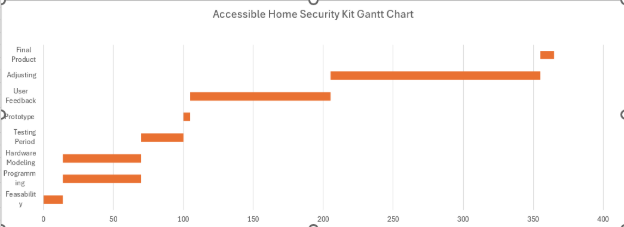 Accessible Home Security Kit Gantt Chart
Final
Product
Adjusting
User
Feedback
Prototype
Testing
Period
Hardware
Modeling
Programm
ing
Feasabilit
y
0 50 100 150 200 250 300 350 400